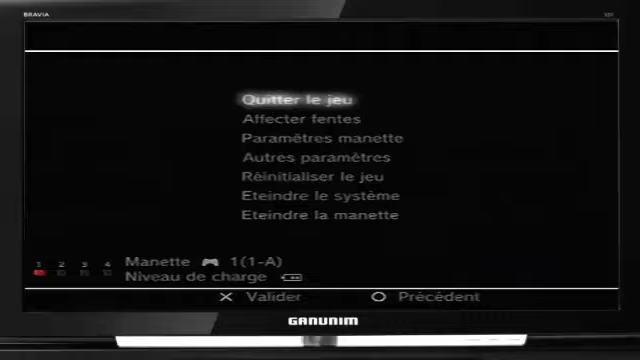 BRAVIA
Quitter le jeu
Affecter fentes
Paramètres manette
Autres paramètres
Réinitialiser le jeu
Eteindre le système
Eteindre la manette
1 2 3 4
Manette 1(1-A)
Niveau de charge
Valider Précédent
GANUNIM